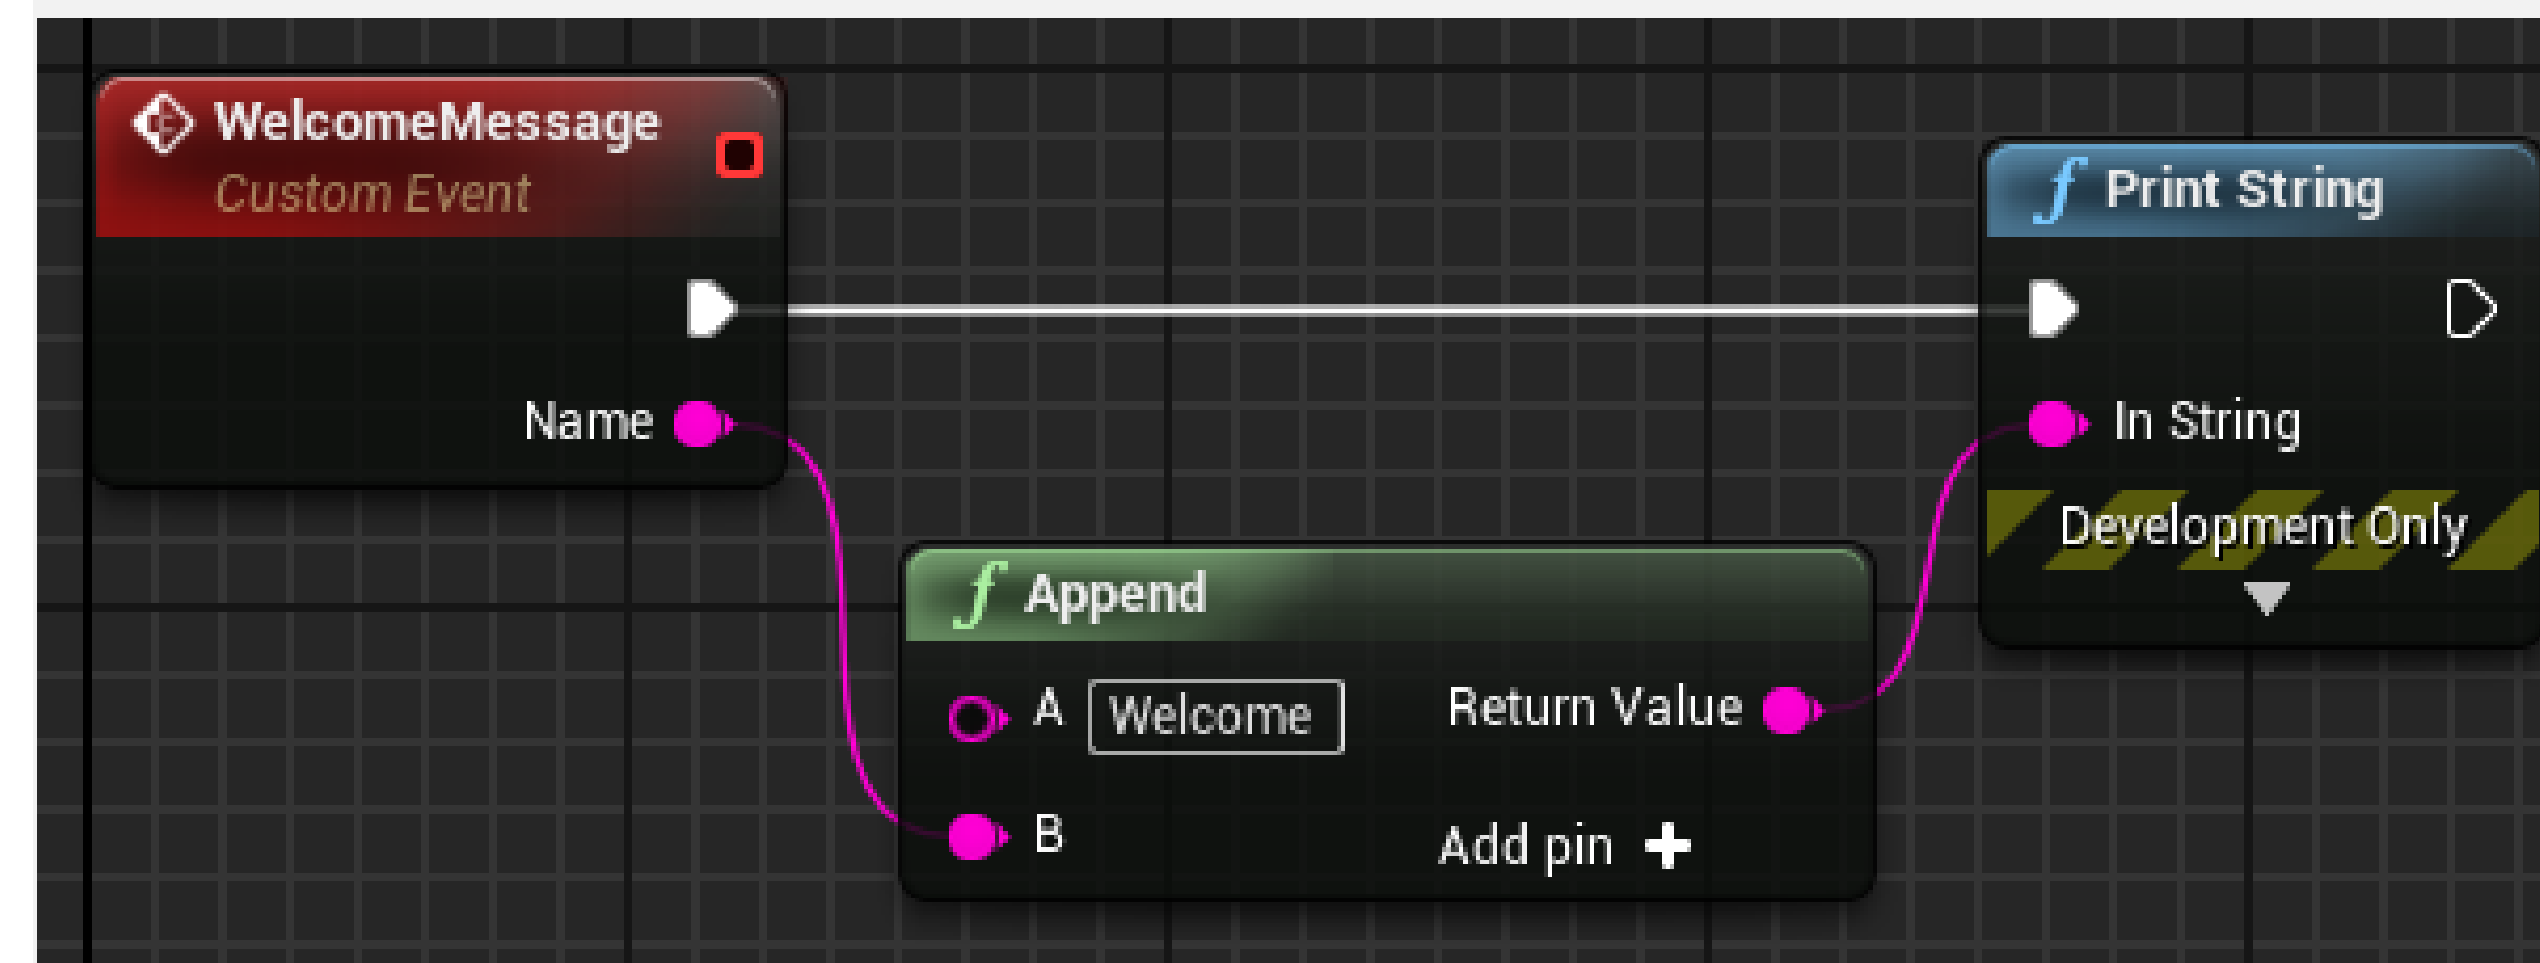 WelcomeMessage
Custom Event
Name
Print String
In String
Development Only
Append
A Welcome
Return Value
B
Add pin